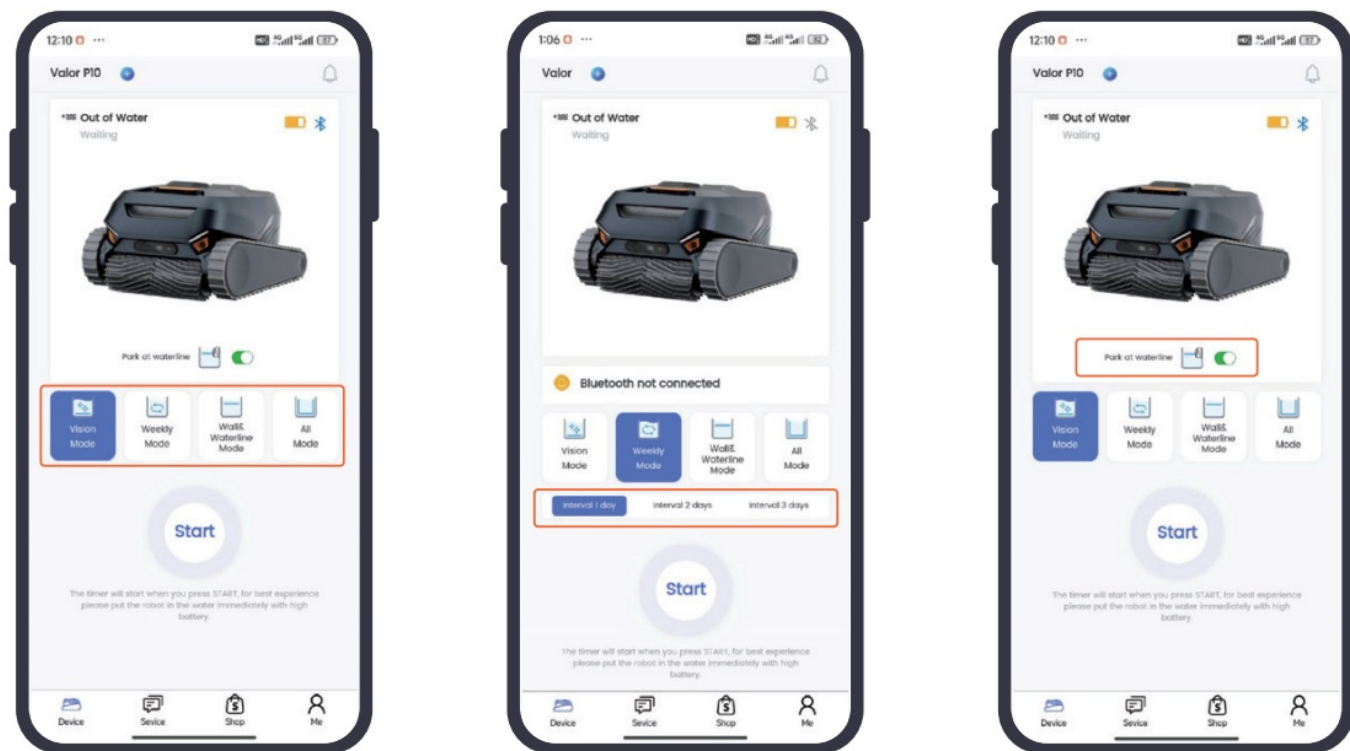 12:10
Valor P10
Out of Water
Waiting
Park at waterline
Vision
Mode
Weekly
Mode
Wall&
Waterline
Mode
All
Mode
Start
The timer will start when you press START, for best experience
please put the robot in the water immediately with high
battery.
Device
Sevice
Shop
Me
1:06
Valor
Out of Water
Waiting
Bluetooth not connected
Vision
Mode
Weekly
Mode
Wall&
Waterline
Mode
All
Mode
Interval 1 day
Interval 2 days
Interval 3 days
Start
The timer will start when you press START, for best experience
please put the robot in the water immediately with high
battery.
Device
Sevice
Shop
Me
12:10
Valor P10
Out of Water
Waiting
Park at waterline
Vision
Mode
Weekly
Mode
Wall&
Waterline
Mode
All
Mode
Start
The timer will start when you press START, for best experience
please put the robot in the water immediately with high
battery.
Device
Sevice
Shop
Me